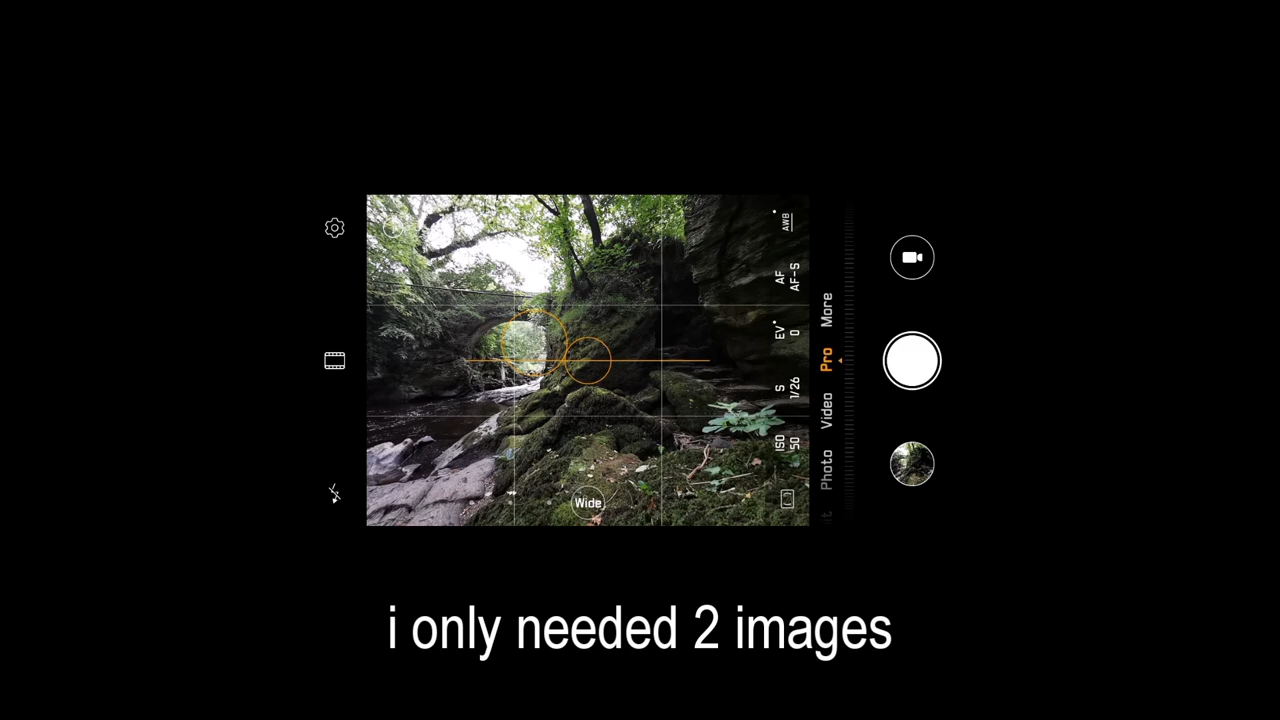 AWB
AF
AF-S
EV
0
S
1/26
ISO
50
More
Pro
Video
Photo
Wide
i only needed 2 images